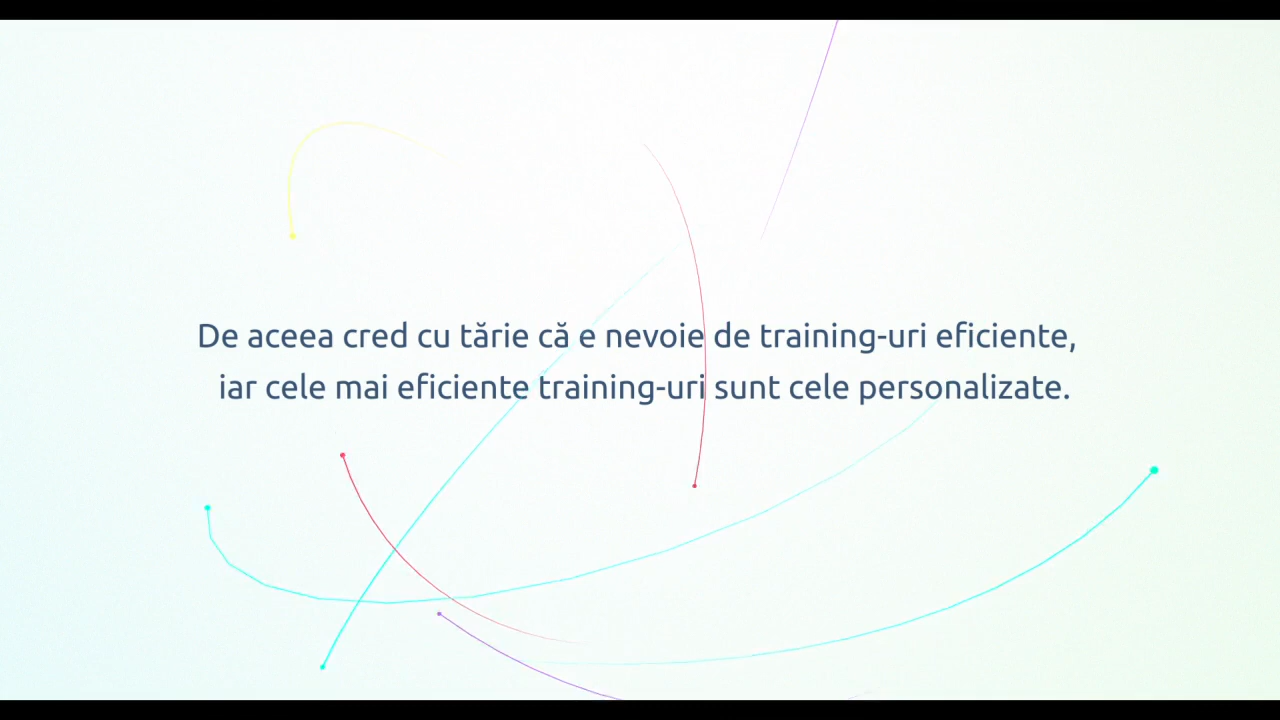 De aceea cred cu tărie că e nevoie de training-uri eficiente,
iar cele mai eficiente training-uri sunt cele personalizate.